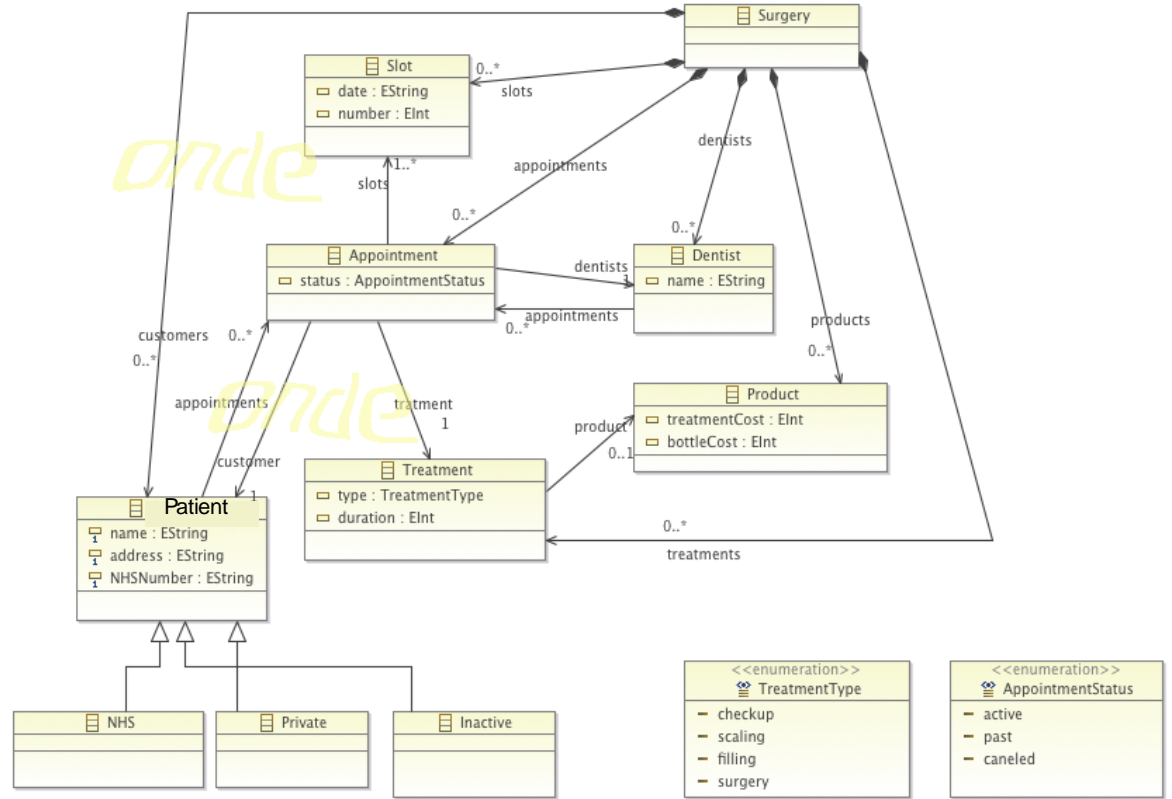 Surgery
Slot
date : EString
number : EInt
0..*
slots
dentists
appointments
onde
1..*
slots
0..*
0..*
Appointment
status : AppointmentStatus
Dentist
name : EString
dentists
1
appointments
0..*
customers
0..*
0..*
products
0..*
appointments
onde
tratment
1
customer
1
Product
treatmentCost : EInt
bottleCost : EInt
product
0..1
Treatment
type : TreatmentType
duration : EInt
0..*
treatments
Patient
name : EString
address : EString
NHSNumber : EString
NHS
Private
Inactive
<<enumeration>>
TreatmentType
checkup
scaling
filling
surgery
<<enumeration>>
AppointmentStatus
active
past
caneled